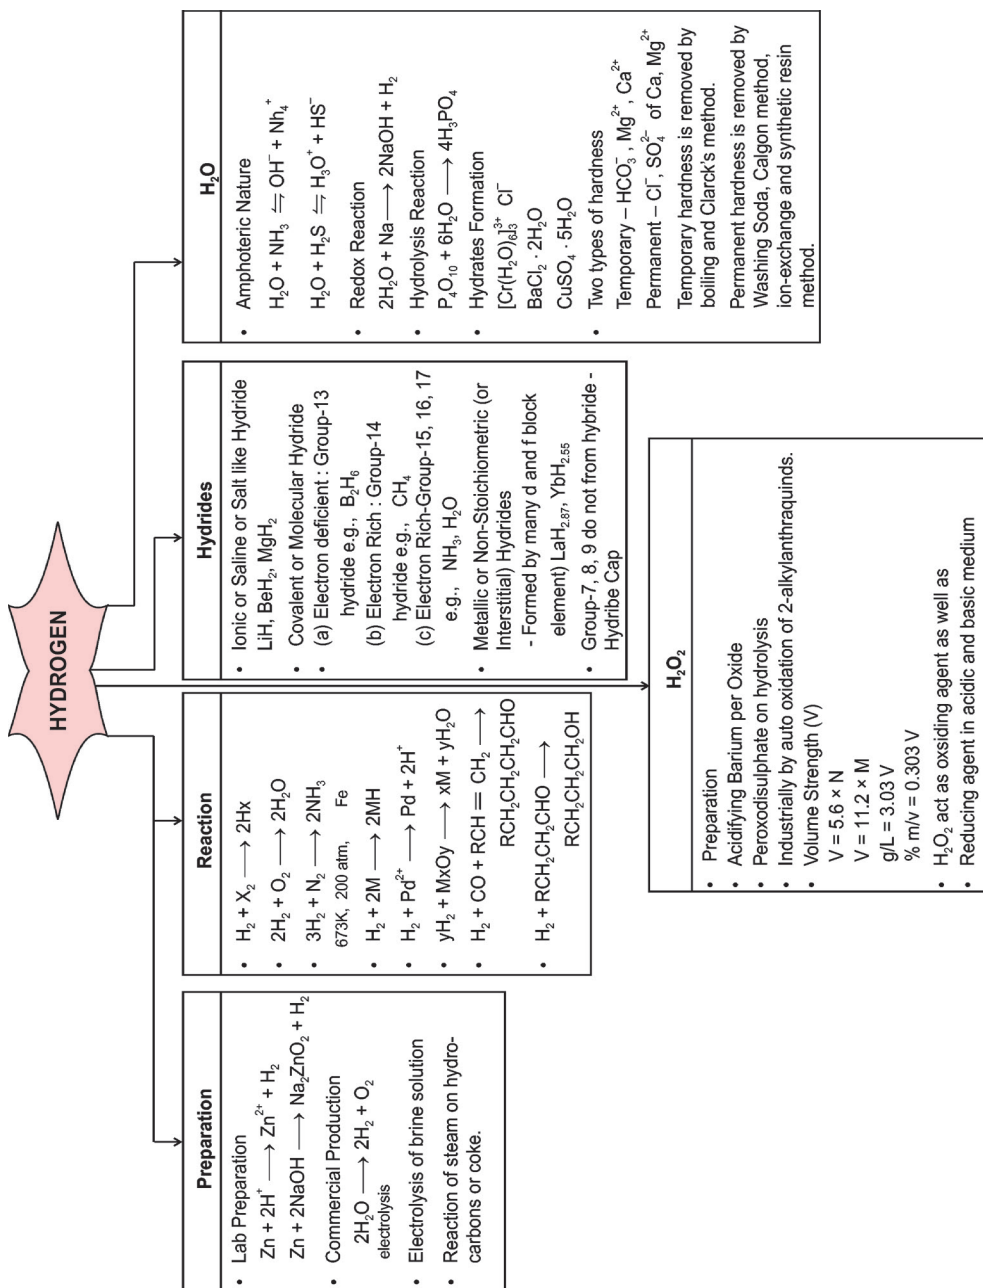 HYDROGEN
Preparation
• Lab Preparation
Zn + 2H⁺ ⟶ Zn²⁺ + H₂
Zn + 2NaOH ⟶ Na₂ZnO₂ + H₂
• Commercial Production
2H₂O ⟶ 2H₂ + O₂
electrolysis
• Electrolysis of brine solution
• Reaction of steam on hydro-
carbons or coke.
Reaction
• H₂ + X₂ ⟶ 2Hx
• 2H₂ + O₂ ⟶ 2H₂O
• 3H₂ + N₂ ⟶ 2NH₃
673K, 200 atm, Fe
• H₂ + 2M ⟶ 2MH
• H₂ + Pd²⁺ ⟶ Pd + 2H⁺
• yH₂ + MxOy ⟶ xM + yH₂O
• H₂ + CO + RCH = CH₂ ⟶
RCH₂CH₂CH₂CHO
• H₂ + RCH₂CH₂CHO ⟶
RCH₂CH₂CH₂OH
Hydrides
• Ionic or Saline or Salt like Hydride
LiH, BeH₂, MgH₂
• Covalent or Molecular Hydride
(a) Electron deficient : Group-13
hydride e.g., B₂H₆
(b) Electron Rich : Group-14
hydride e.g., CH₄
(c) Electron Rich-Group-15, 16, 17
e.g., NH₃, H₂O
• Metallic or Non-Stoichiometric (or
Interstitial) Hydrides
- Formed by many d and f block
element) LaH₂.₈₇, YbH₂.₅₅
• Group-7, 8, 9 do not from hybride -
Hydribe Cap
H₂O
• Amphoteric Nature
H₂O + NH₃ ⇋ OH⁻ + Nh₄⁺
H₂O + H₂S ⇋ H₃O⁺ + HS⁻
• Redox Reaction
2H₂O + Na ⟶ 2NaOH + H₂
• Hydrolysis Reaction
P₄O₁₀ + 6H₂O ⟶ 4H₃PO₄
• Hydrates Formation
[Cr(H₂O)₆]₃³⁺ Cl⁻
BaCl₂ · 2H₂O
CuSO₄ · 5H₂O
• Two types of hardness
Temporary – HCO₃⁻, Mg²⁺, Ca²⁺
Permanent – Cl⁻, SO₄²⁻ of Ca, Mg²⁺
Temporary hardness is removed by
boiling and Clarck's method.
Permanent hardness is removed by
Washing Soda, Calgon method,
ion-exchange and synthetic resin
method.
H₂O₂
• Preparation
• Acidifying Barium per Oxide
• Peroxodisulphate on hydrolysis
• Industrially by auto oxidation of 2-alkylanthraquinds.
• Volume Strength (V)
V = 5.6 × N
V = 11.2 × M
g/L = 3.03 V
% m/v = 0.303 V
• H₂O₂ act as oxsiding agent as well as
• Reducing agent in acidic and basic medium